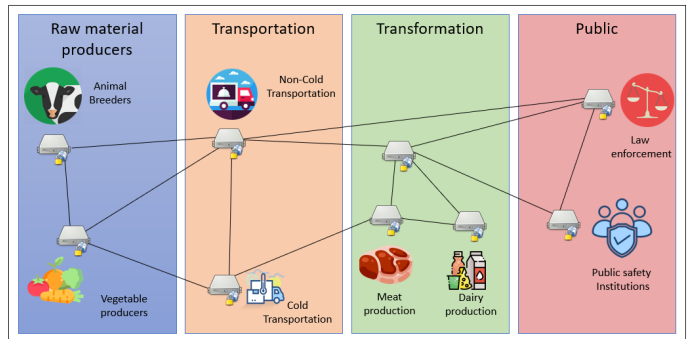 Raw material
producers
Transportation
Transformation
Public
Animal
Breeders
Non-Cold
Transportation
Law
enforcement
Vegetable
producers
Cold
Transportation
Meat
production
Dairy
production
Public safety
Institutions